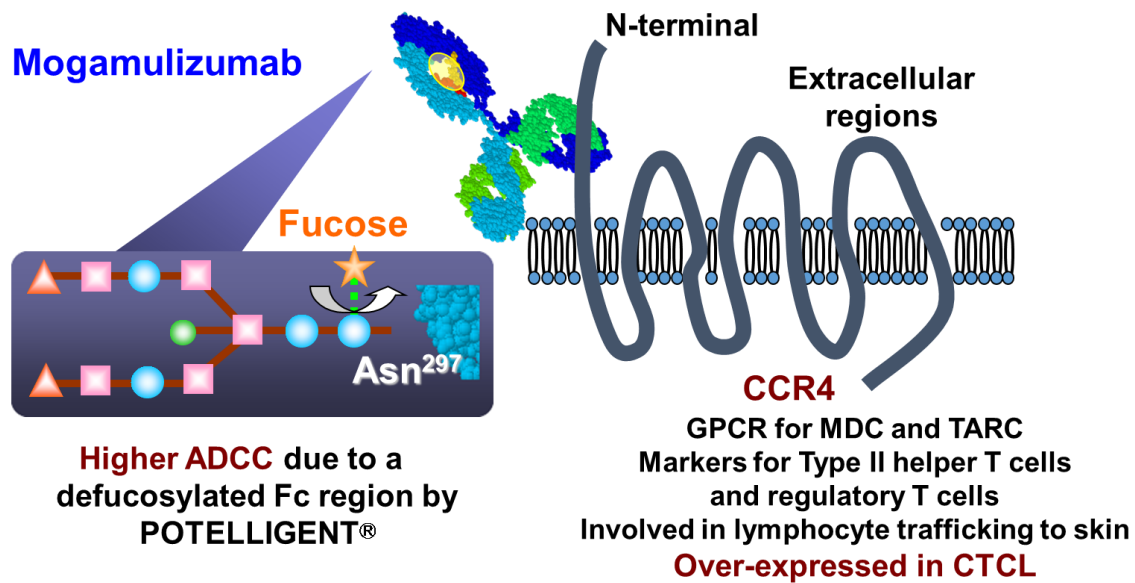 Mogamulizumab
N-terminal
Extracellular
regions
Fucose
Asn297
Higher ADCC due to a
defucosylated Fc region by
POTELLIGENT®
CCR4
GPCR for MDC and TARC
Markers for Type II helper T cells
and regulatory T cells
Involved in lymphocyte trafficking to skin
Over-expressed in CTCL